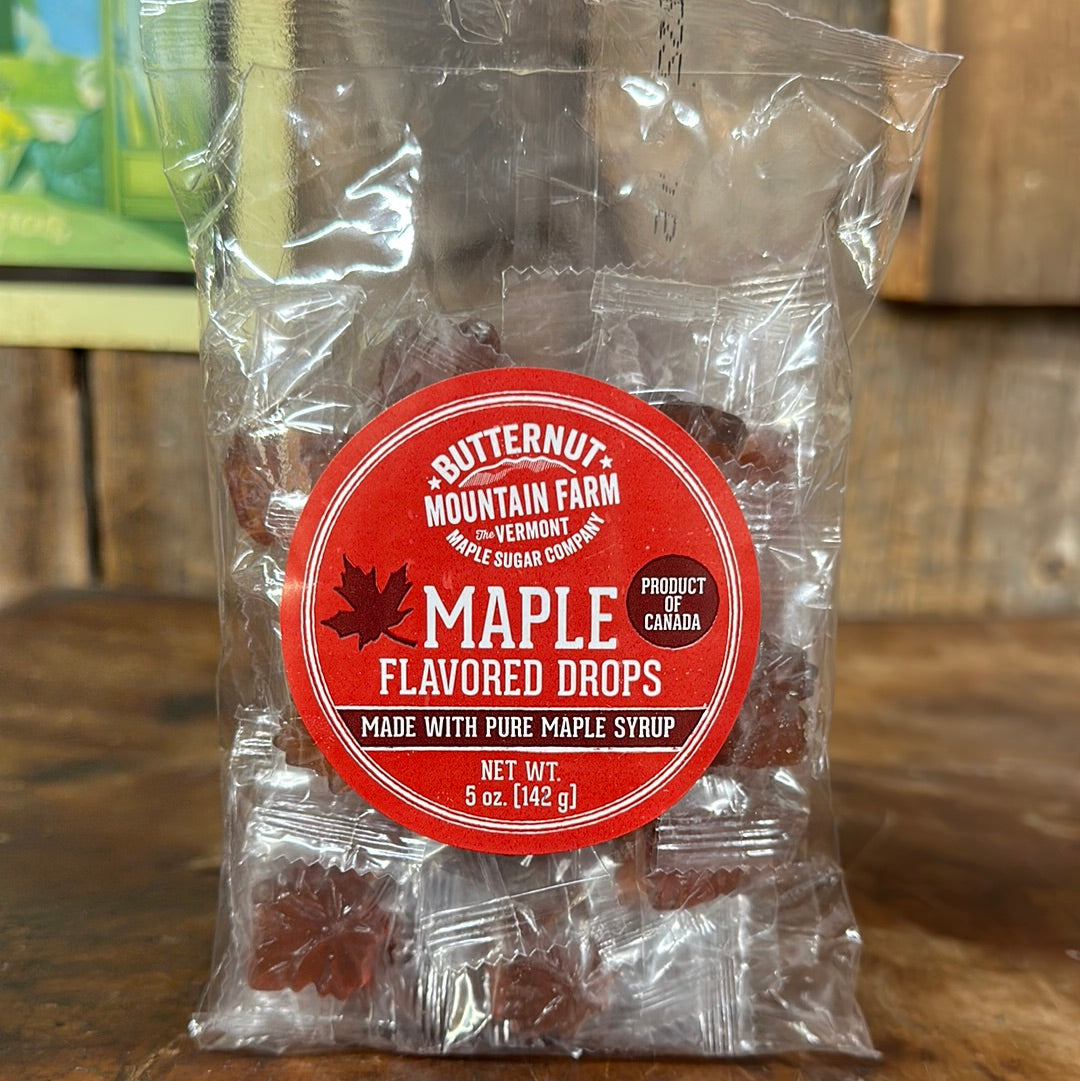 BUTTERNUT
MOUNTAIN FARM
The VERMONT
MAPLE SUGAR COMPANY
MAPLE
PRODUCT
OF
CANADA
FLAVORED DROPS
MADE WITH PURE MAPLE SYRUP
NET WT.
5 oz. [142 g]